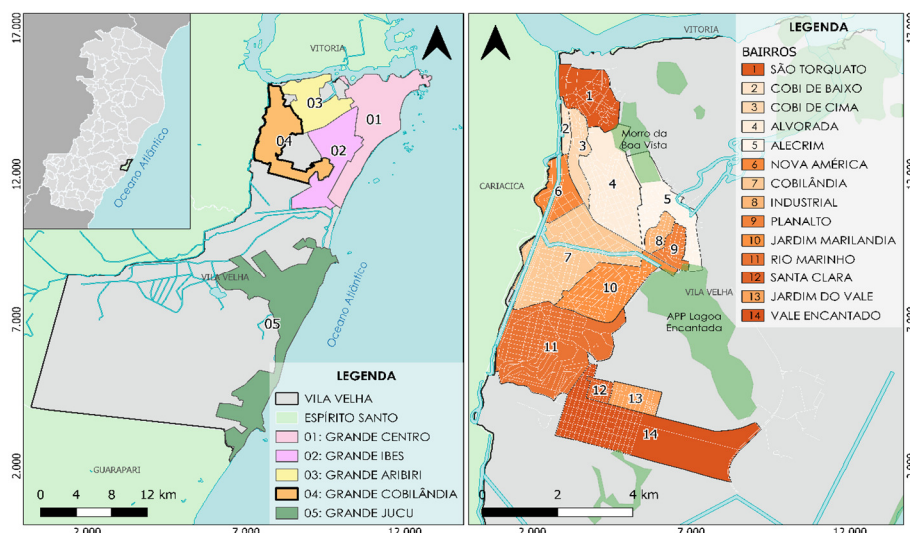 17.000
12.000
7.000
2.000
VITORIA
03
01
04
02
Oceano Atlântico
VILA VELHA
Oceano Atlântico
05
GUARAPARI
LEGENDA
VILA VELHA
ESPÍRITO SANTO
01: GRANDE CENTRO
02: GRANDE IBES
03: GRANDE ARIBIRI
04: GRANDE COBILÂNDIA
05: GRANDE JUCU
0 4 8 12 km
2.000 7.000 12.000
VITORIA
1
2
3
Morro da
Boa Vista
CARIACICA
4
5
6
7
8
9
VILA VELHA
10
APP Lagoa
Encantada
11
12
13
14
0 2 4 km
2.000 7.000 12.000
LEGENDA
BAIRROS
1 SÃO TORQUATO
2 COBI DE BAIXO
3 COBI DE CIMA
4 ALVORADA
5 ALECRIM
6 NOVA AMÉRICA
7 COBILÂNDIA
8 INDUSTRIAL
9 PLANALTO
10 JARDIM MARILANDIA
11 RIO MARINHO
12 SANTA CLARA
13 JARDIM DO VALE
14 VALE ENCANTADO